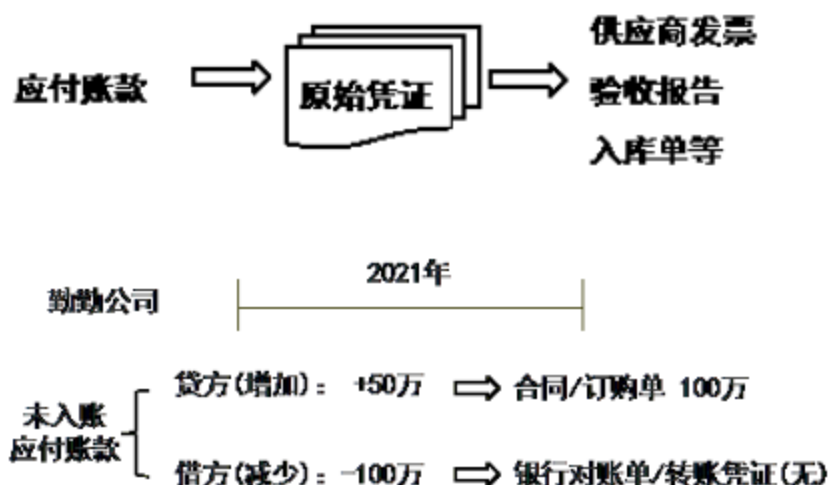 供应商发票
应付账款
原始凭证
验收报告
入库单等
2021年
勤勤公司
贷方(增加)： +50万
合同/订购单 100万
未入账
应付账款
借方(减少)： -100万
银行对账单/转账凭证(无)